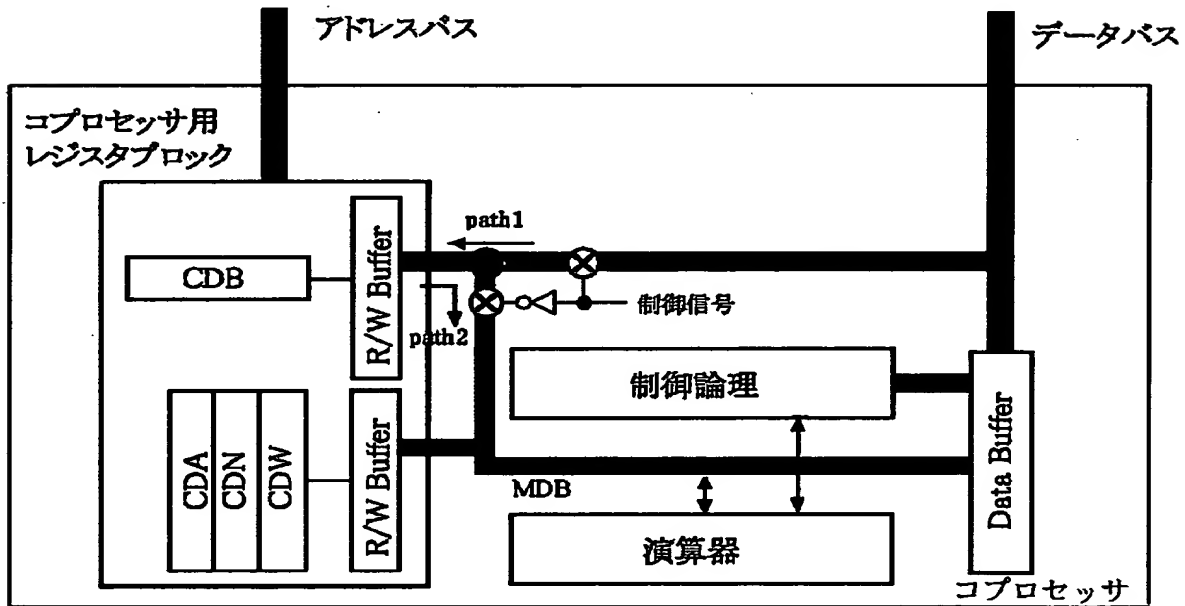 アドレスバス
データバス
コプロセッサ用
レジスタブロック
path1
R/W Buffer
CDB
制御信号
path2
制御論理
Data Buffer
CDA
CDN
CDW
R/W Buffer
MDB
演算器
コプロセッサ